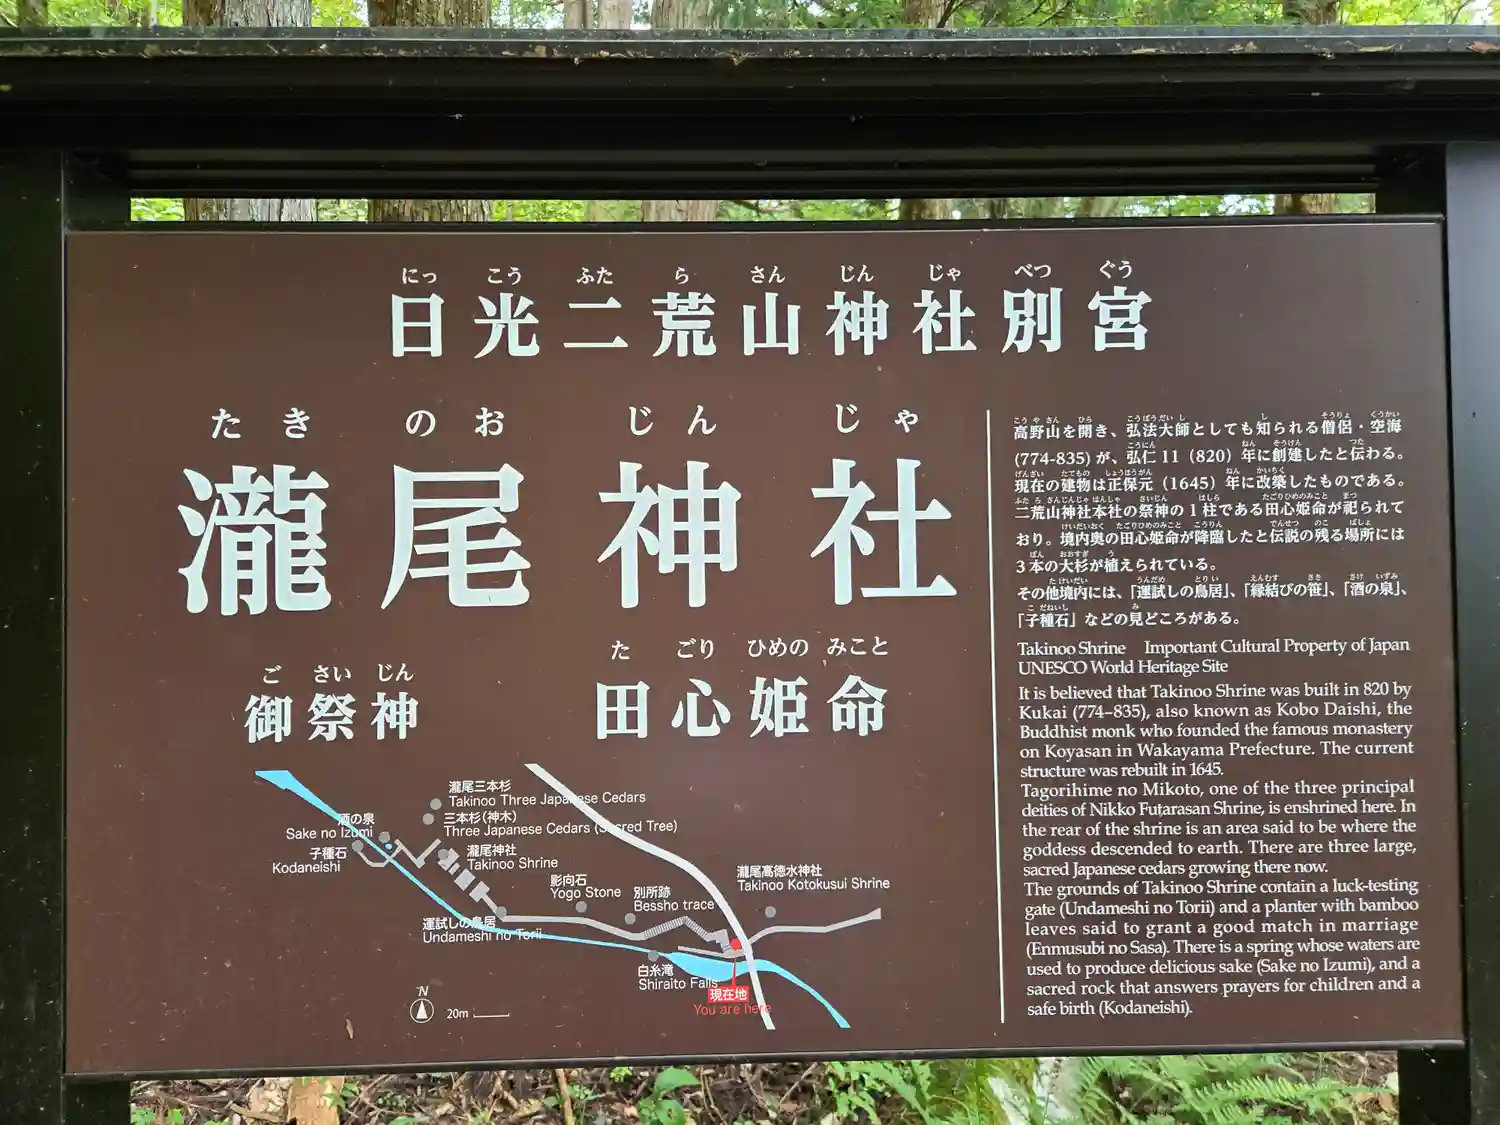 にっ こう ふた ら さん じん じゃ べつ ぐう
日光二荒山神社別宮
たき のお じん じゃ
瀧尾神社
ご さい じん
御祭神
た ごり ひめの みこと
田心姫命
高野山を開き、弘法大師としても知られる僧侶・空海
(774-835) が、弘仁 11（820）年に創建したと伝わる。
現在の建物は正保元（1645）年に改築したものである。
二荒山神社本社の祭神の 1 柱である田心姫命が祀られて
おり。境内奥の田心姫命が降臨したと伝説の残る場所には
3 本の大杉が植えられている。
その他境内には、「運試しの鳥居」、「縁結びの笹」、「酒の泉」、
「子種石」などの見どころがある。
Takinoo Shrine Important Cultural Property of Japan
UNESCO World Heritage Site
It is believed that Takinoo Shrine was built in 820 by
Kukai (774–835), also known as Kobo Daishi, the
Buddhist monk who founded the famous monastery
on Koyasan in Wakayama Prefecture. The current
structure was rebuilt in 1645.
Tagorihime no Mikoto, one of the three principal
deities of Nikko Futarasan Shrine, is enshrined here. In
the rear of the shrine is an area said to be where the
goddess descended to earth. There are three large,
sacred Japanese cedars growing there now.
The grounds of Takinoo Shrine contain a luck-testing
gate (Undameshi no Torii) and a planter with bamboo
leaves said to grant a good match in marriage
(Enmusubi no Sasa). There is a spring whose waters are
used to produce delicious sake (Sake no Izumi), and a
sacred rock that answers prayers for children and a
safe birth (Kodaneishi).
瀧尾三本杉
Takinoo Three Japanese Cedars
三本杉(神木)
Three Japanese Cedars (Sacred Tree)
酒の泉
Sake no Izumi
子種石
Kodaneishi
瀧尾神社
Takinoo Shrine
影向石
Yogo Stone
別所跡
Bessho trace
瀧尾高徳水神社
Takinoo Kotokusui Shrine
運試しの鳥居
Undameshi no Torii
白糸滝
Shiraito Falls
現在地
You are here
N
20m